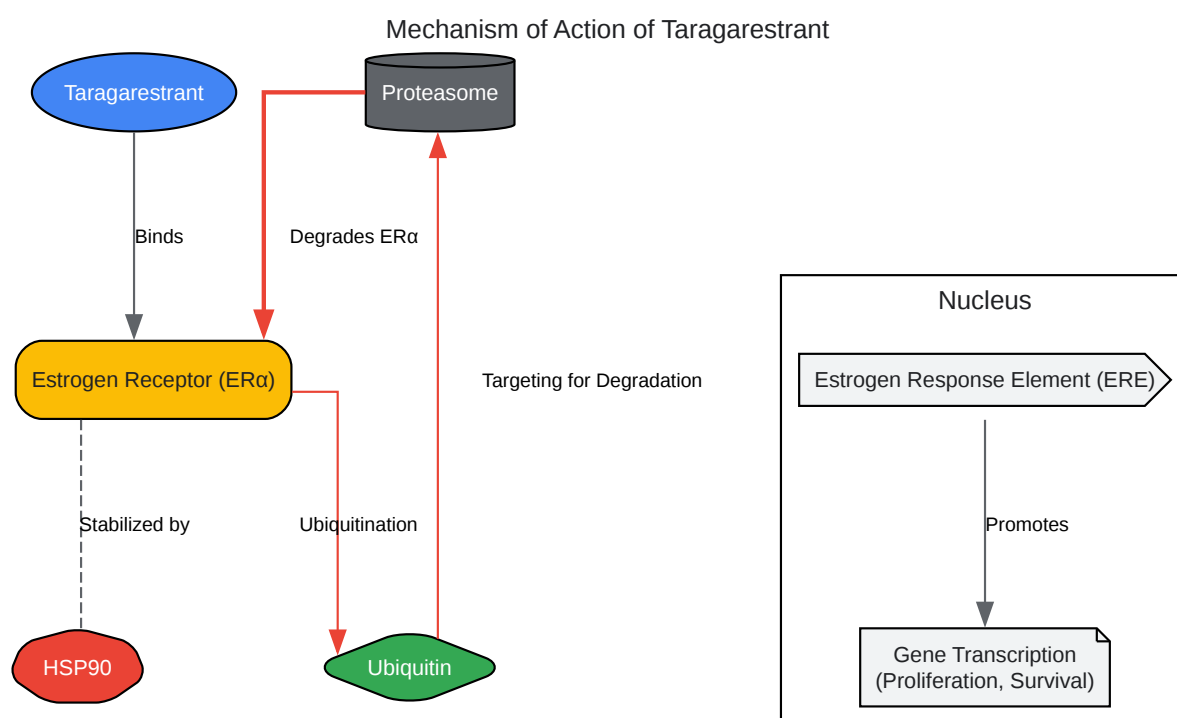 Mechanism of Action of Taragarestrant
Taragarestrant
Proteasome
Binds
Degrades ERα
Nucleus
Estrogen Receptor (ERα)
Targeting for Degradation
Estrogen Response Element (ERE)
Stabilized by
Ubiquitination
Promotes
HSP90
Ubiquitin
Gene Transcription
(Proliferation, Survival)